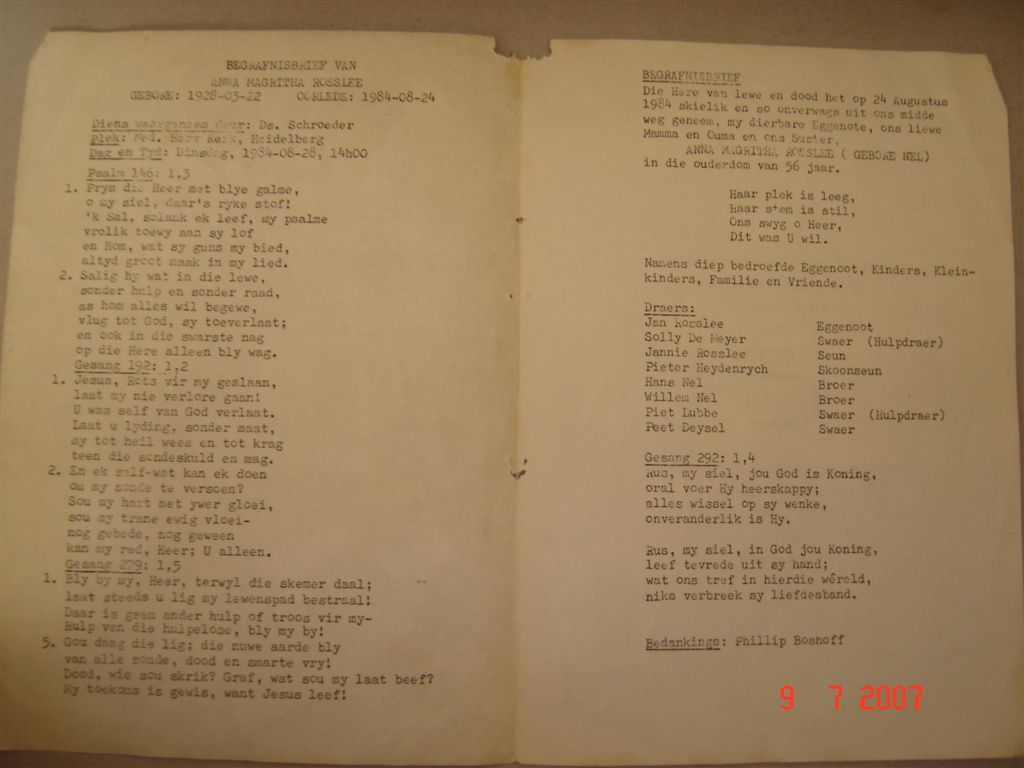 BEGRAFNISBRIEF VAN
ANNA MAGRITHA ROSSLEE
GEBORE: 1928-03-22 OORLEDE: 1984-08-24
Diens waargeneem deur: Ds. Schroeder
plek: Ned. Herv Kerk, Heidelberg
Dag en Tyd: Dinsdag, 1984-08-28, 14h00
Psalm 146: 1,3
1. Prys die Heer met blye galme,
o my siel, daar's ryke stof!
'k Sal, solank ek leef, my psalme
vrolik toewy aan sy lof
en Hom, wat sy guns my bied,
altyd groot maak in my lied.
2. Salig hy wat in die lewe,
sonder hulp en sonder raad,
as hom alles wil begewe,
vlug tot God, sy toeverlaat;
en ook in die swarste nag
op die Here alleen bly wag.
Gesang 192: 1,2
1. Jesus, Rots vir my geslaan,
laat my nie verlore gaan!
U was self van God verlaat.
Laat u lyding, sonder maat,
my tot heil wees en tot krag
teen die sondeskuld en mag.
2. En ek self-wat kan ek doen
om my sonde te versoen?
Sou my hart met ywer gloei,
sou my trane ewig vloei-
nog gebede, nog geween
kan my red, Heer; U alleen.
Gesang 279: 1,5
1. Bly by my, Heer, terwyl die skemer daal;
laat steeds u lig my lewenspad bestraal!
Daar is geen ander hulp of troos vir my-
Hulp van die hulpelose, bly my by!
5. Gou daag die lig; die nuwe aarde bly
van alle sonde, dood en smarte vry!
Dood, wie sou skrik? Graf, wat sou my laat beef?
My toekoms is gewis, want Jesus leef!
BEGRAFNISBRIEF
Die Here van lewe en dood het op 24 Augustus
1984 skielik en so onverwags uit ons midde
weg geneem, my dierbare Eggenote, ons liewe
Mamma en Ouma en ons Suster,
ANNA MAGRITHA ROSSLEE ( GEBORE NEL)
in die ouderdom van 56 jaar.
Haar plek is leeg,
haar stem is stil,
Ons swyg o Heer,
Dit was U wil.
Namens diep bedroefde Eggenoot, Kinders, Klein-
kinders, Familie en Vriende.
Draers:
Jan Rosslee Eggenoot
Solly De Meyer Swaer (Hulpdraer)
Jannie Rosslee Seun
Pieter Heydenrych Skoonseun
Hans Nel Broer
Willem Nel Broer
Piet Lubbe Swaer (Hulpdraer)
Peet Deysel Swaer
Gesang 292: 1,4
Rus, my siel, jou God is Koning,
oral voer Hy heerskappy;
alles wissel op sy wenke,
onveranderlik is Hy.
Rus, my siel, in God jou Koning,
leef tevrede uit sy hand;
wat ons tref in hierdie wêreld,
niks verbreek sy liefdesband.
Bedankings: Phillip Boshoff
9 7 2007